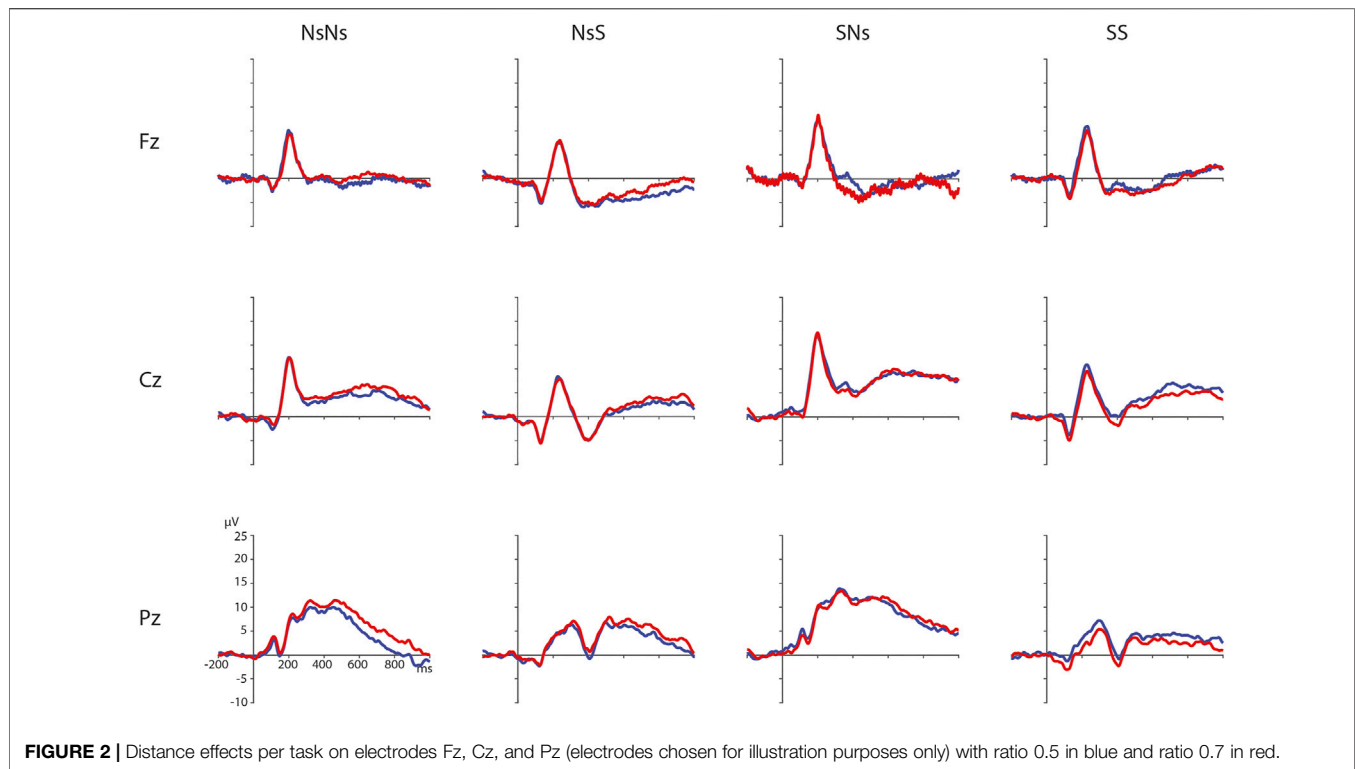 NsNs NsS SNs SS
Fz
Cz
Pz
µV
25
20
15
10
5
-200 200 400 600 800 ms
-5
-10
FIGURE 2 | Distance effects per task on electrodes Fz, Cz, and Pz (electrodes chosen for illustration purposes only) with ratio 0.5 in blue and ratio 0.7 in red.